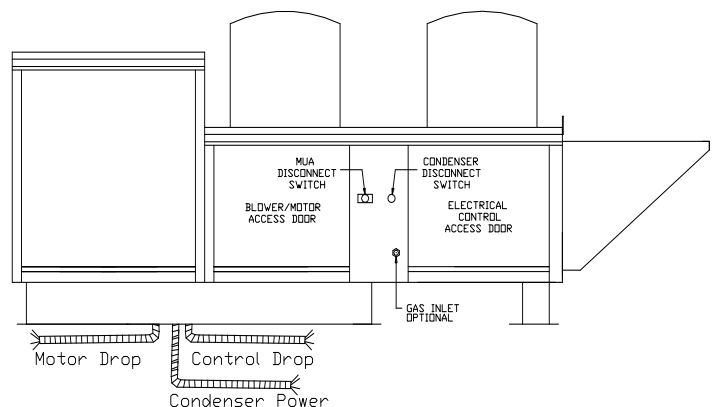 MUA
DISCONNECT
SWITCH
CONDENSER
DISCONNECT
SWITCH
BLOWER/MOTOR
ACCESS DOOR
ELECTRICAL
CONTROL
ACCESS DOOR
GAS INLET
OPTIONAL
Motor Drop
Control Drop
Condenser Power